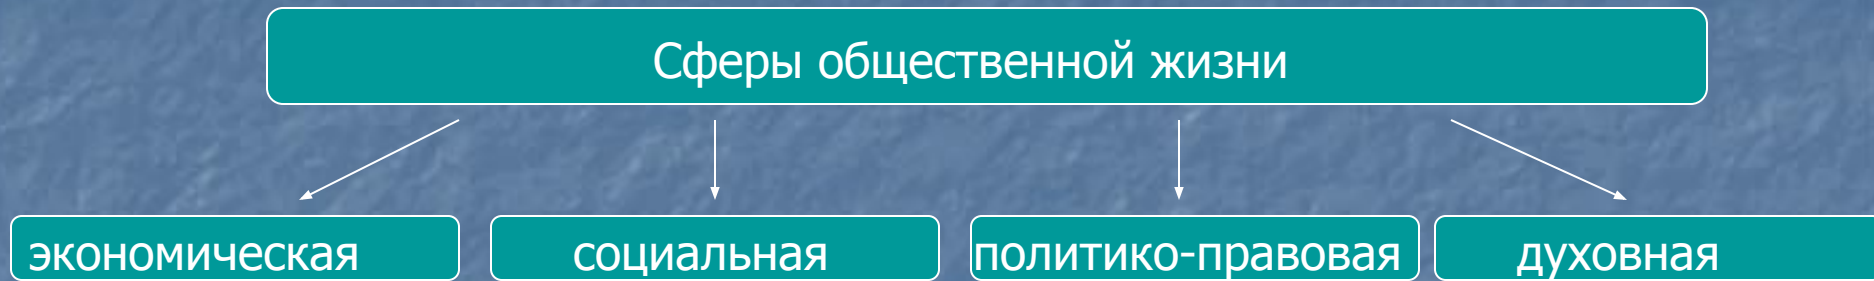 Сферы общественной жизни
экономическая
социальная
политико-правовая
духовная